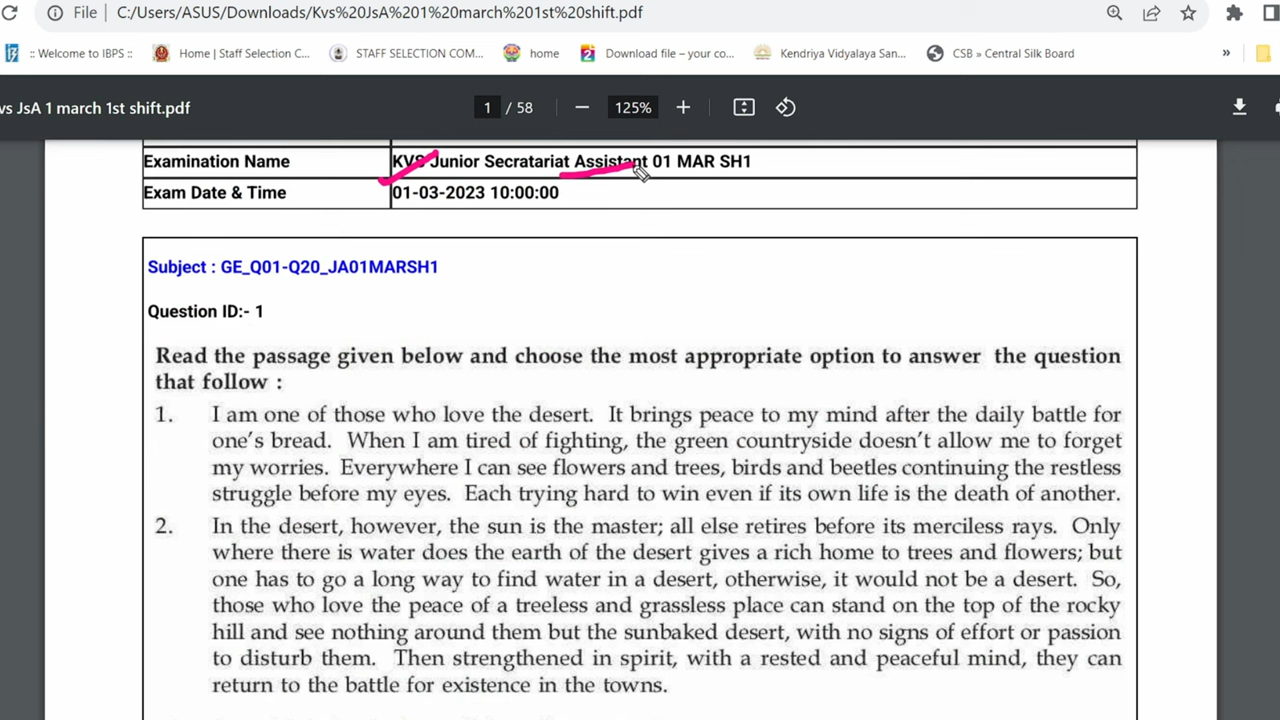 File C:/Users/ASUS/Downloads/Kvs%20JsA%201%20march%201st%20shift.pdf
:: Welcome to IBPS :: Home | Staff Selection C... STAFF SELECTION COM... home Download file – your co... Kendriya Vidyalaya San... CSB » Central Silk Board »
vs JsA 1 march 1st shift.pdf 1 / 58 — 125% +
Examination Name KVS Junior Secratariat Assistant 01 MAR SH1
Exam Date & Time 01-03-2023 10:00:00
Subject : GE_Q01-Q20_JA01MARSH1
Question ID:- 1
Read the passage given below and choose the most appropriate option to answer the question
that follow :
1. I am one of those who love the desert. It brings peace to my mind after the daily battle for
one's bread. When I am tired of fighting, the green countryside doesn't allow me to forget
my worries. Everywhere I can see flowers and trees, birds and beetles continuing the restless
struggle before my eyes. Each trying hard to win even if its own life is the death of another.
2. In the desert, however, the sun is the master; all else retires before its merciless rays. Only
where there is water does the earth of the desert gives a rich home to trees and flowers; but
one has to go a long way to find water in a desert, otherwise, it would not be a desert. So,
those who love the peace of a treeless and grassless place can stand on the top of the rocky
hill and see nothing around them but the sunbaked desert, with no signs of effort or passion
to disturb them. Then strengthened in spirit, with a rested and peaceful mind, they can
return to the battle for existence in the towns.